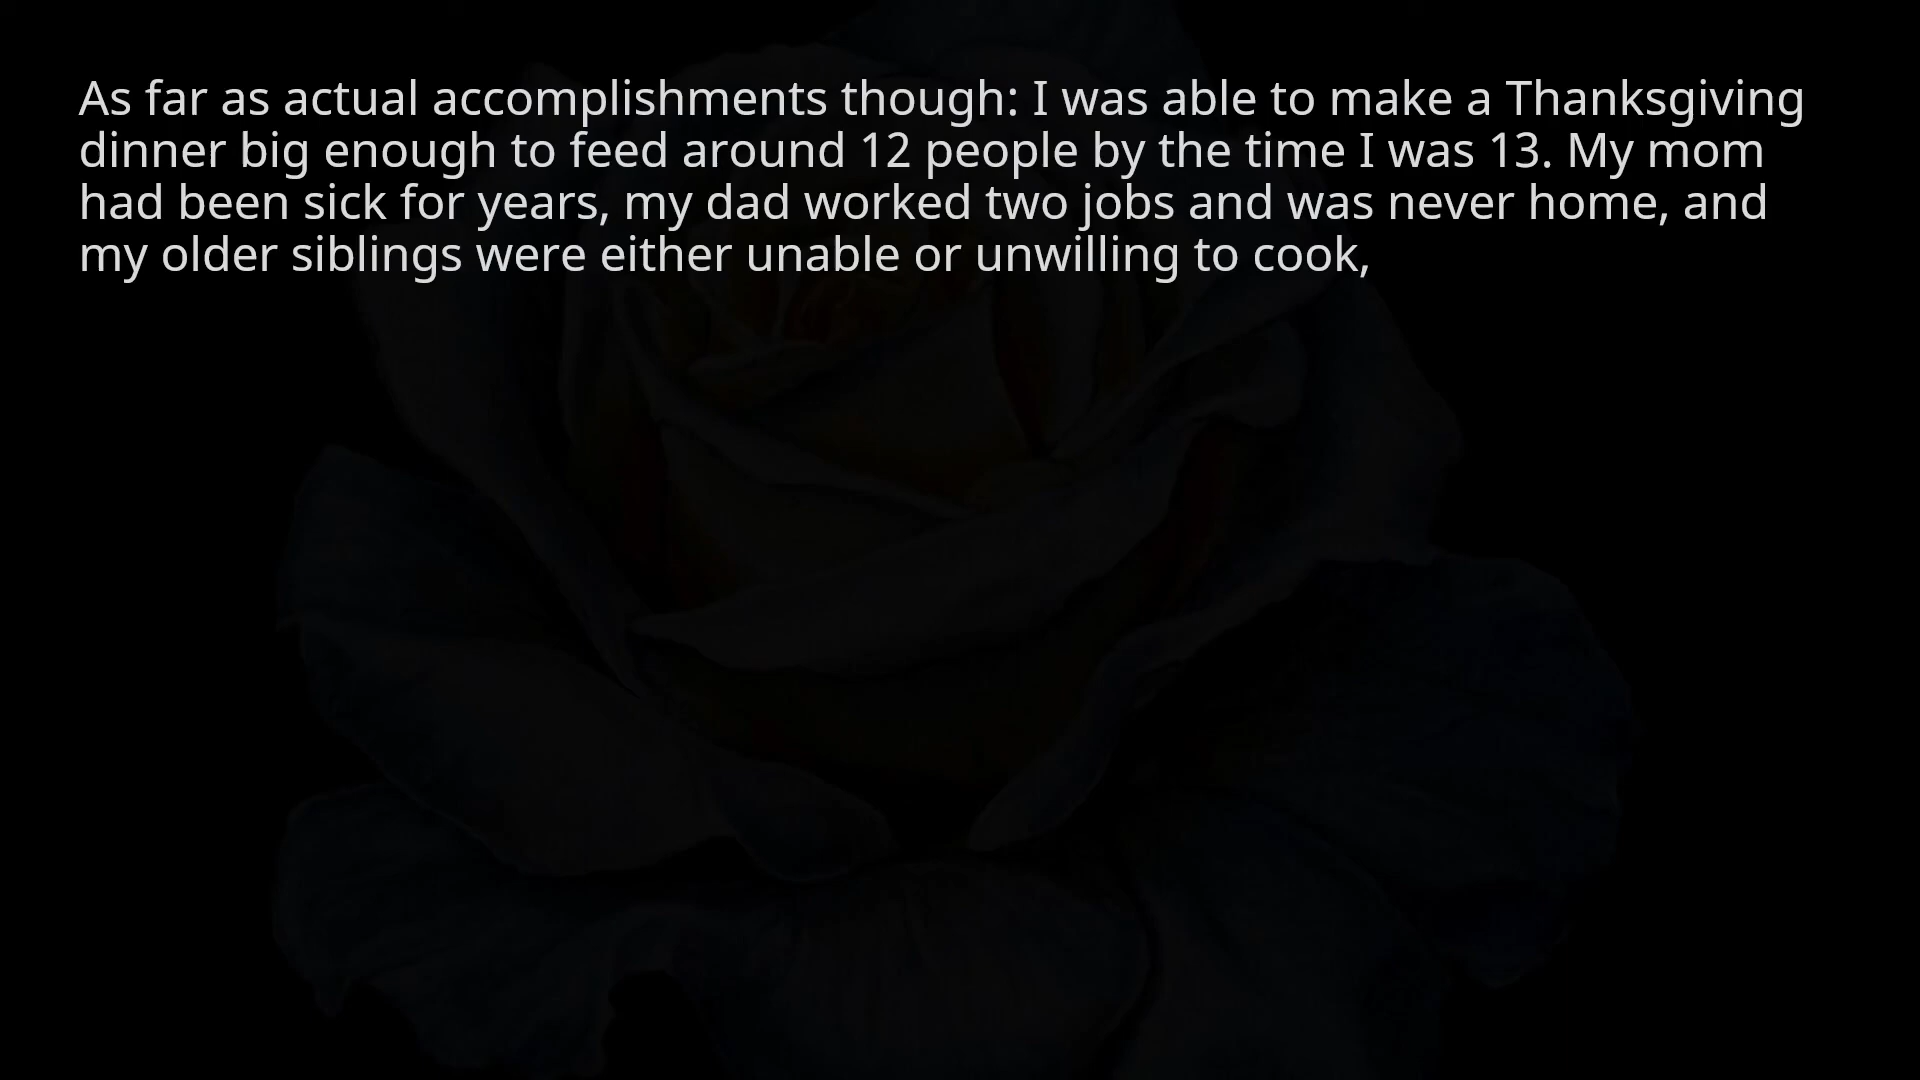 As far as actual accomplishments though: I was able to make a Thanksgiving
dinner big enough to feed around 12 people by the time I was 13. My mom
had been sick for years, my dad worked two jobs and was never home, and
my older siblings were either unable or unwilling to cook,